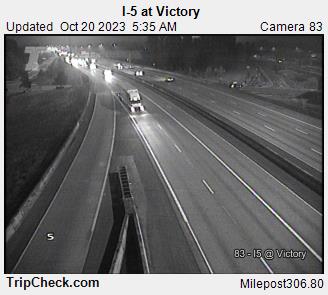 I-5 at Victory
Updated Oct 20 2023 5:35 AM Camera 83
S
83 - I5 @ Victory
TripCheck.com Milepost306.80